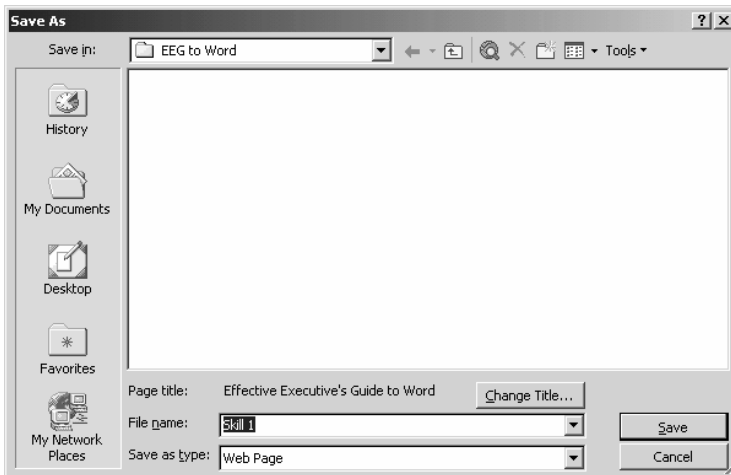 Save As
Save in: EEG to Word Tools
History
My Documents
Desktop
Favorites
My Network
Places
Page title: Effective Executive's Guide to Word Change Title...
File name: Skill 1 Save
Save as type: Web Page Cancel